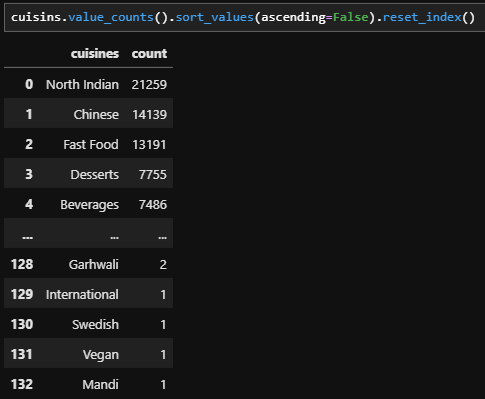 cuisins.value_counts().sort_values(ascending=False).reset_index()
cuisines count
0 North Indian 21259
1 Chinese 14139
2 Fast Food 13191
3 Desserts 7755
4 Beverages 7486
... ... ...
128 Garhwali 2
129 International 1
130 Swedish 1
131 Vegan 1
132 Mandi 1